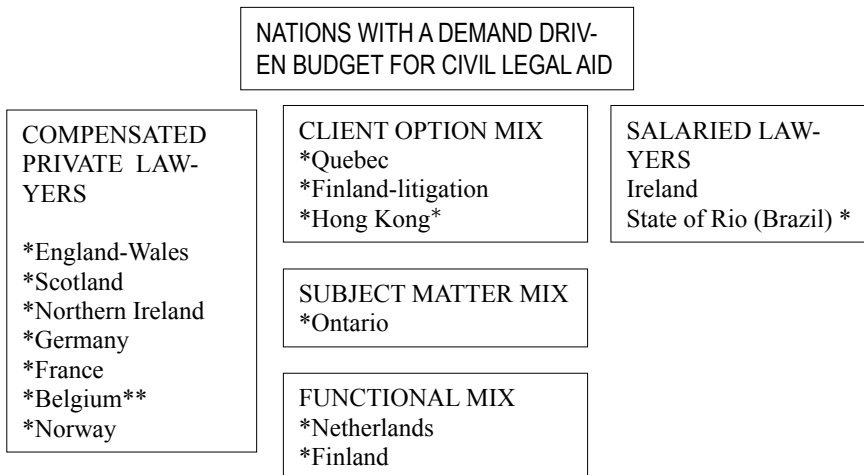 NATIONS WITH A DEMAND DRIV-
EN BUDGET FOR CIVIL LEGAL AID
COMPENSATED
PRIVATE LAW-
YERS
*England-Wales
*Scotland
*Northern Ireland
*Germany
*France
*Belgium**
*Norway
CLIENT OPTION MIX
*Quebec
*Finland-litigation
*Hong Kong*
SUBJECT MATTER MIX
*Ontario
FUNCTIONAL MIX
*Netherlands
*Finland
SALARIED LAW-
YERS
Ireland
State of Rio (Brazil) *